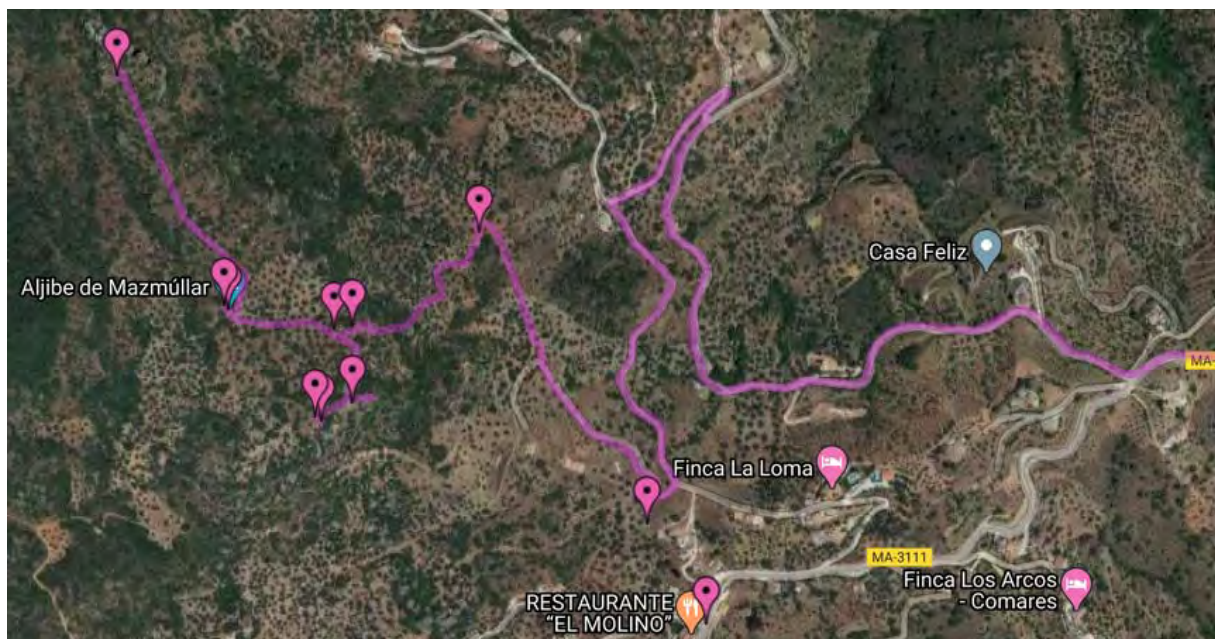 Casa Feliz
Aljibe de Mazmúllar
MA-
Finca La Loma
MA-3111
Finca Los Arcos
- Comares
RESTAURANTE
"EL MOLINO"